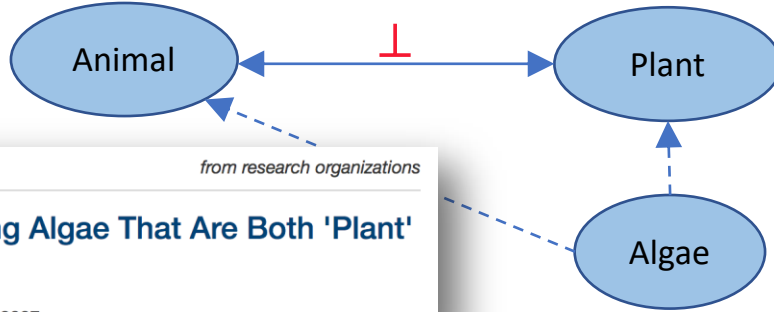 ⊥
Animal
Plant
from research organizations
Algae That Are Both 'Plant'
Algae